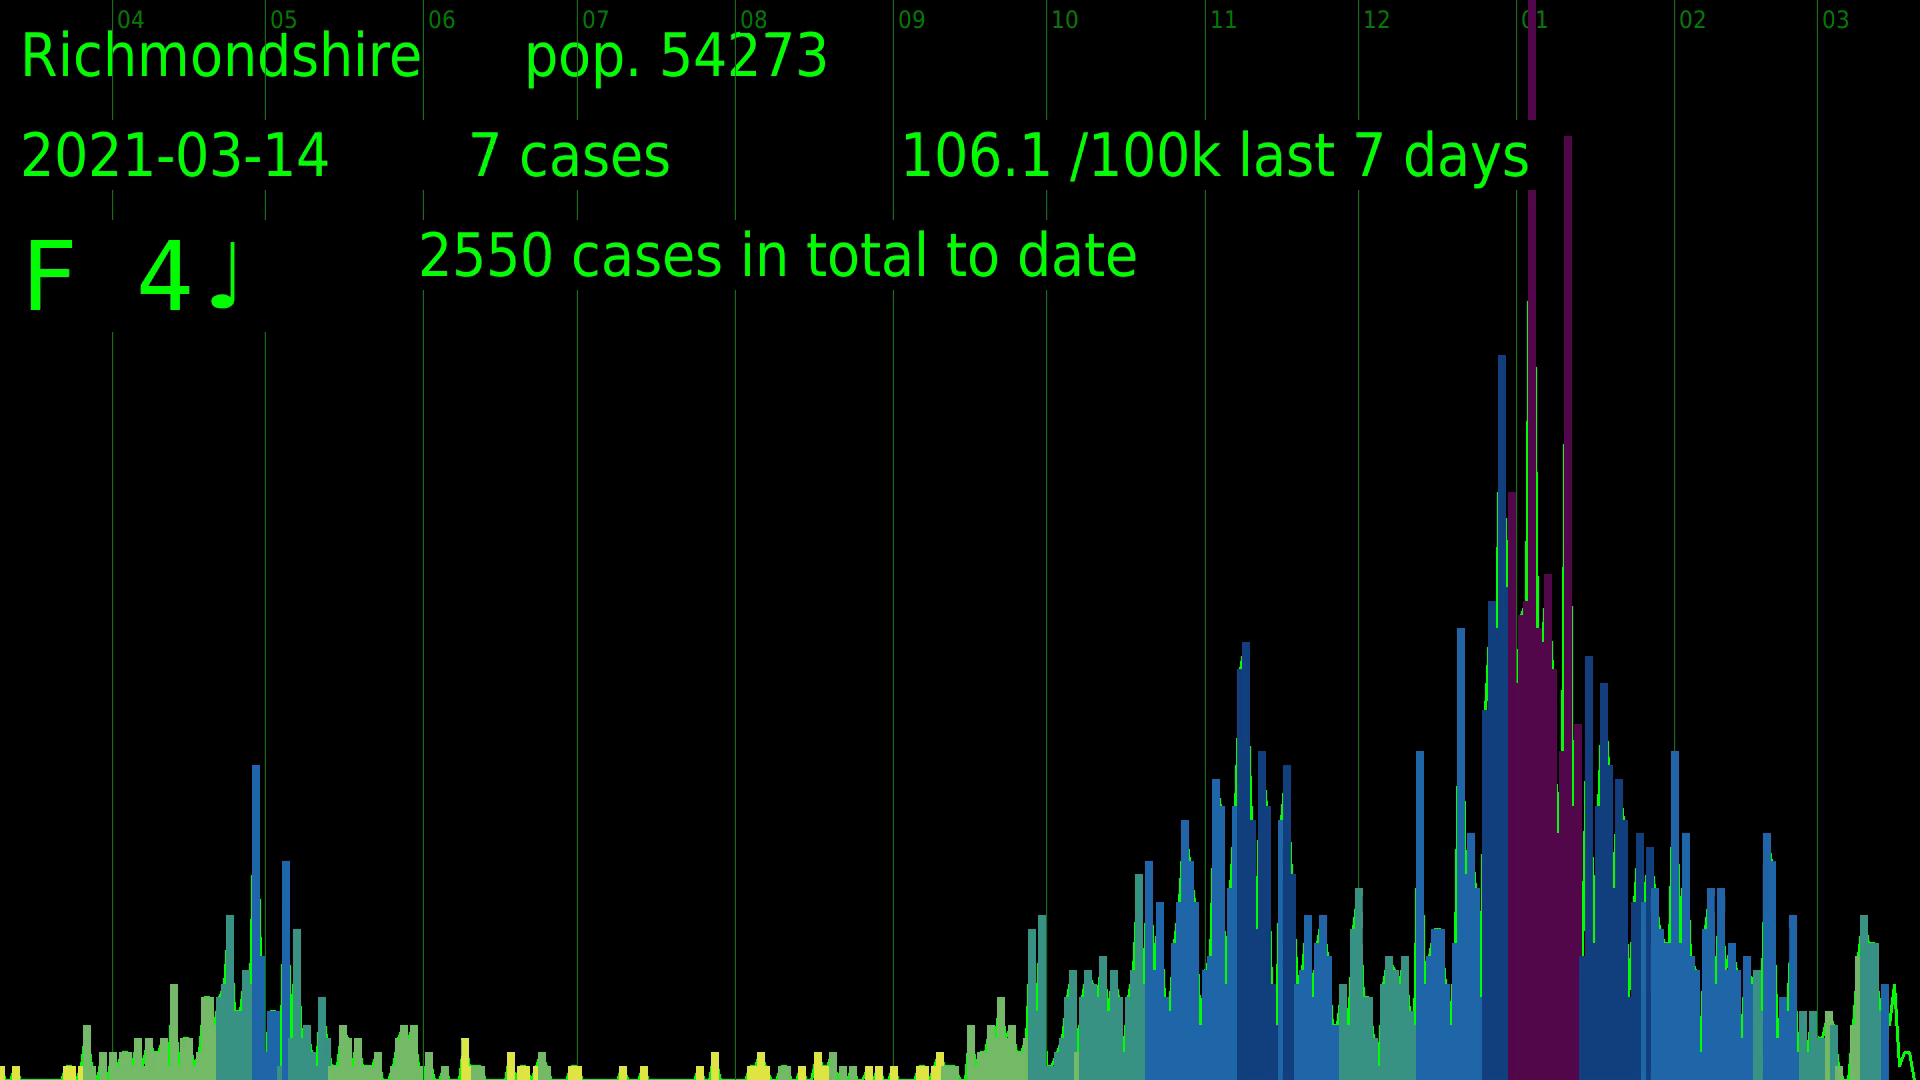 04 05 06 07 08 09 10 11 12 01 02 03
Richmondshire pop. 54273
2021-03-14 7 cases 106.1 /100k last 7 days
F 4♩ 2550 cases in total to date